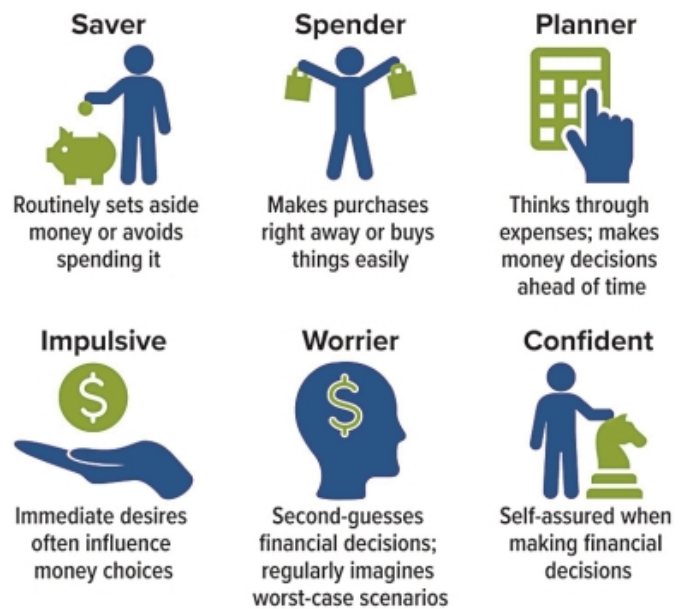 Saver
Spender
Planner
Routinely sets aside
money or avoids
spending it
Makes purchases
right away or buys
things easily
Thinks through
expenses; makes
money decisions
ahead of time
Impulsive
Worrier
Confident
$
$
Immediate desires
often influence
money choices
Second-guesses
financial decisions;
regularly imagines
worst-case scenarios
Self-assured when
making financial
decisions